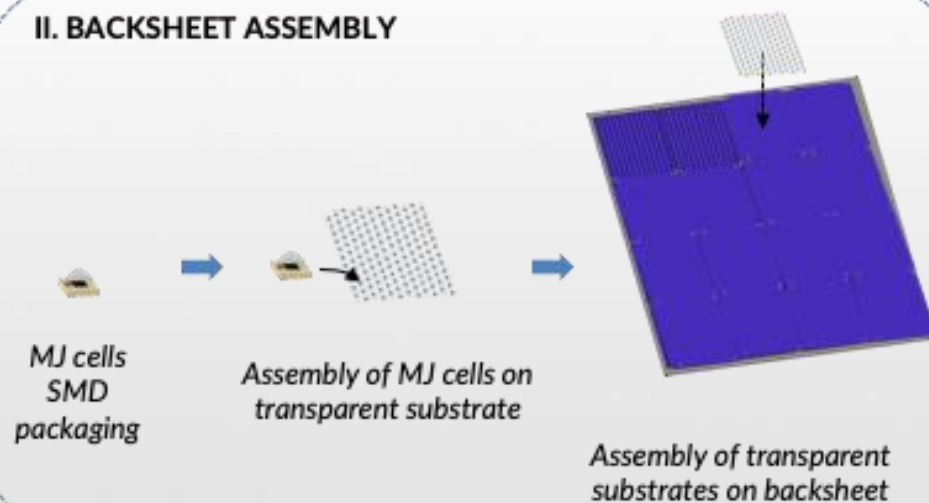 II. BACKSHEET ASSEMBLY
MJ cells
SMD
packaging
Assembly of MJ cells on
transparent substrate
Assembly of transparent
substrates on backsheet